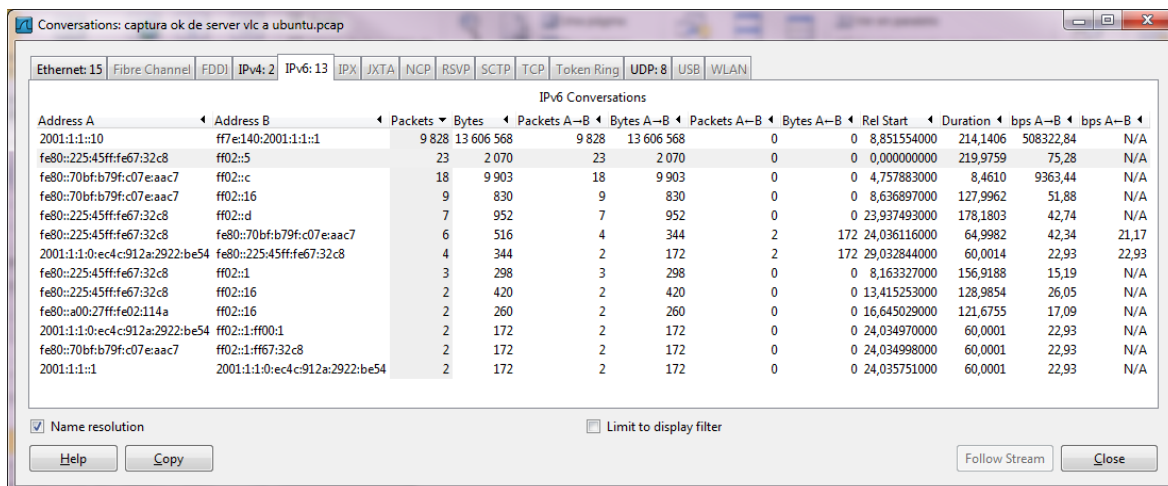 Conversations: captura ok de server vlc a ubuntu.pcap
Ethernet: 15 Fibre Channel FDDI IPv4: 2 IPv6: 13 IPX JXTA NCP RSVP SCTP TCP Token Ring UDP: 8 USB WLAN
IPv6 Conversations
Address A Address B Packets Bytes Packets A→B Bytes A→B Packets A←B Bytes A←B Rel Start Duration bps A→B bps A←B
2001:1:1::10 ff7e:140:2001:1:1::1 9 828 13 606 568 9 828 13 606 568 0 0 8,851554000 214,1406 508322,84 N/A
fe80::225:45ff:fe67:32c8 ff02::5 23 2 070 23 2 070 0 0 0,000000000 219,9759 75,28 N/A
fe80::70bf:b79f:c07e:aac7 ff02::c 18 9 903 18 9 903 0 0 4,757883000 8,4610 9363,44 N/A
fe80::70bf:b79f:c07e:aac7 ff02::16 9 830 9 830 0 0 8,636897000 127,9962 51,88 N/A
fe80::225:45ff:fe67:32c8 ff02::d 7 952 7 952 0 0 23,937493000 178,1803 42,74 N/A
fe80::225:45ff:fe67:32c8 fe80::70bf:b79f:c07e:aac7 6 516 4 344 2 172 24,036116000 64,9982 42,34 21,17
2001:1:1:0:ec4c:912a:2922:be54 fe80::225:45ff:fe67:32c8 4 344 2 172 2 172 29,032844000 60,0014 22,93 22,93
fe80::225:45ff:fe67:32c8 ff02::1 3 298 3 298 0 0 8,163327000 156,9188 15,19 N/A
fe80::225:45ff:fe67:32c8 ff02::16 2 420 2 420 0 0 13,415253000 128,9854 26,05 N/A
fe80::a00:27ff:fe02:114a ff02::16 2 260 2 260 0 0 16,645029000 121,6755 17,09 N/A
2001:1:1:0:ec4c:912a:2922:be54 ff02::1:ff00:1 2 172 2 172 0 0 24,034970000 60,0001 22,93 N/A
fe80::70bf:b79f:c07e:aac7 ff02::1:ff67:32c8 2 172 2 172 0 0 24,034998000 60,0001 22,93 N/A
2001:1:1::1 2001:1:1:0:ec4c:912a:2922:be54 2 172 2 172 0 0 24,035751000 60,0001 22,93 N/A
Name resolution Limit to display filter
Help Copy Follow Stream Close